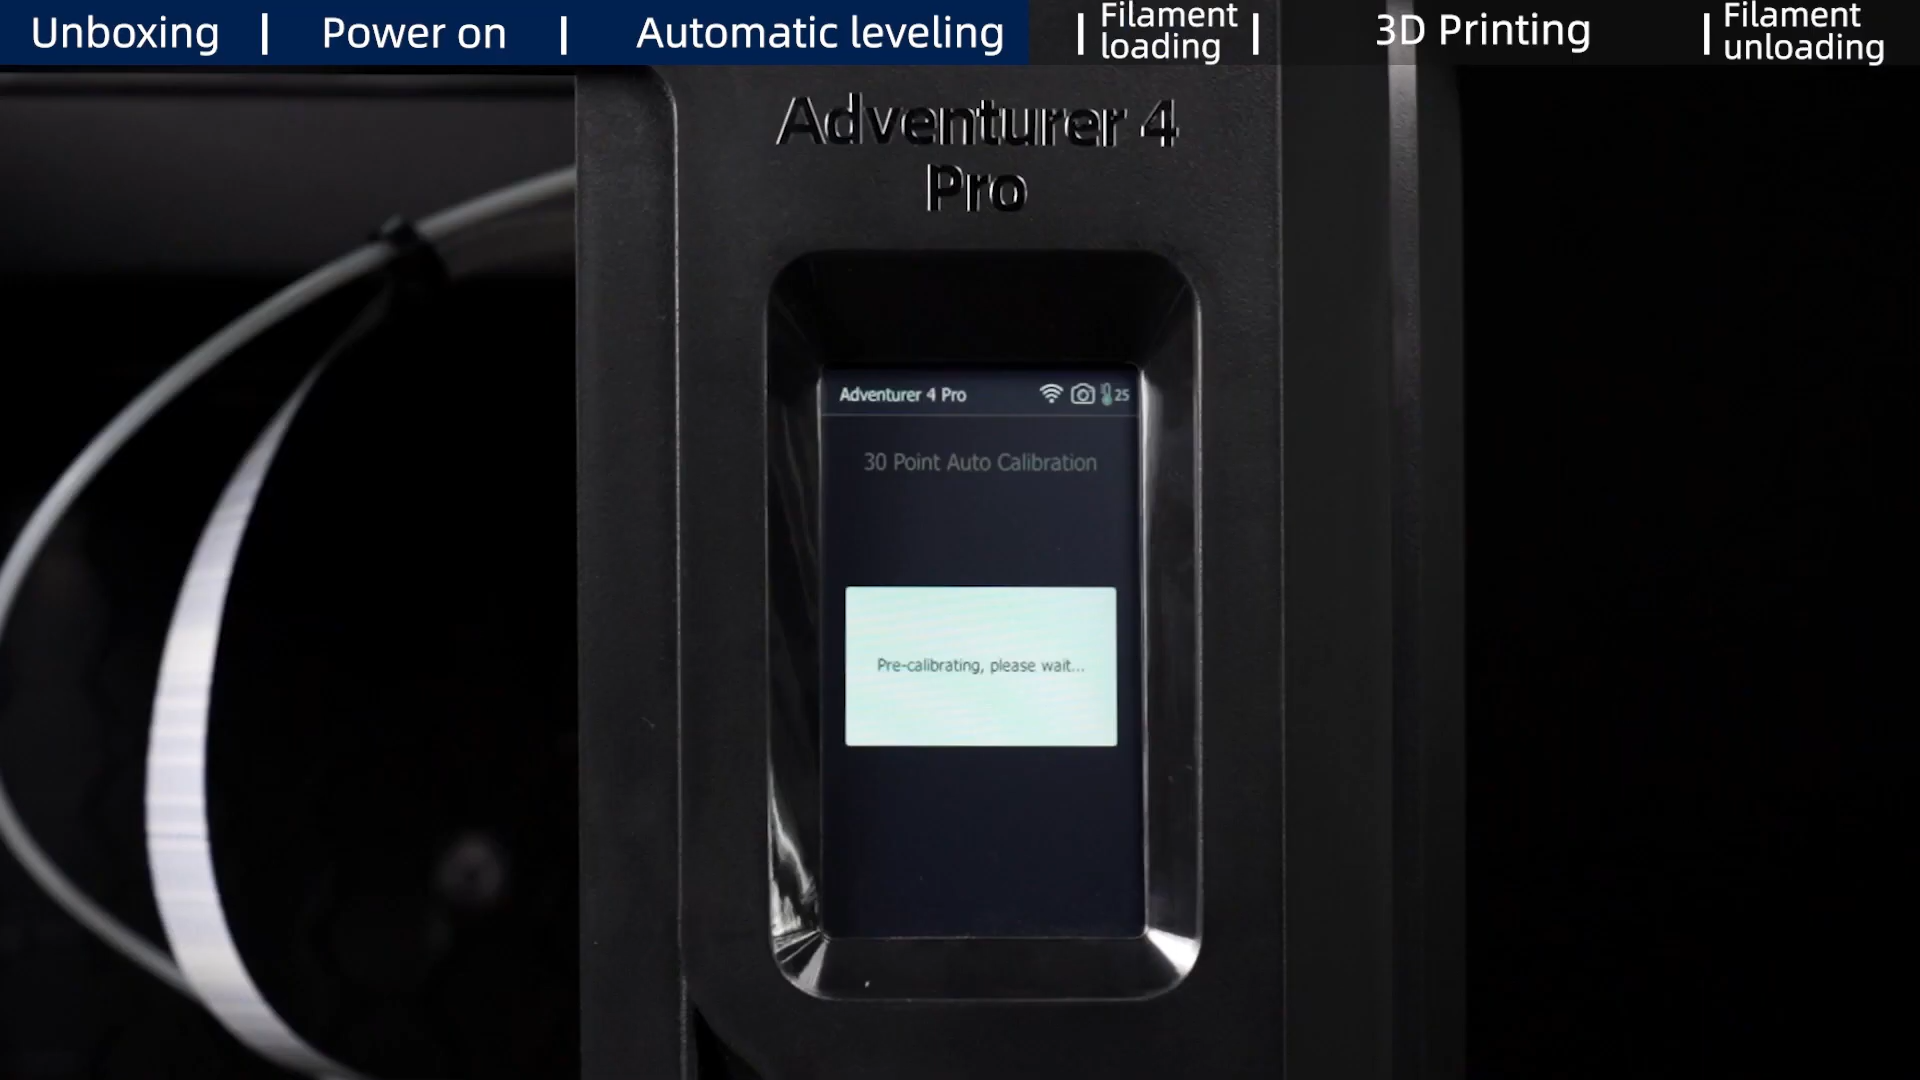 Unboxing | Power on | Automatic leveling | Filament loading | 3D Printing | Filament unloading
Adventurer 4
Pro
Adventurer 4 Pro 25
30 Point Auto Calibration
Pre-calibrating, please wait...